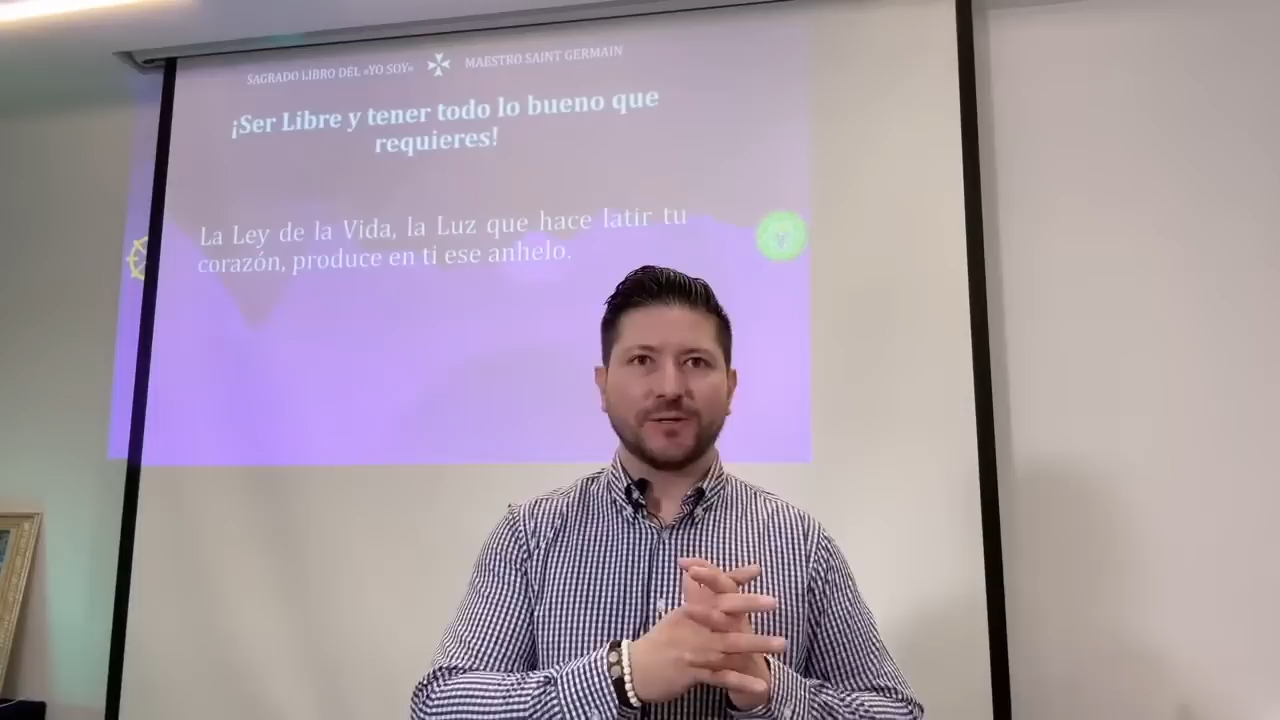 SAGRADO LIBRO DEL «YO SOY» MAESTRO SAINT GERMAIN
¡Ser Libre y tener todo lo bueno que
requieres!
La Ley de la Vida, la Luz que hace latir tu
corazón, produce en ti ese anhelo.